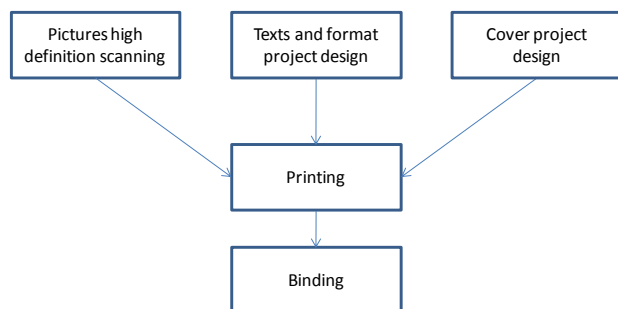 Pictures high
definition scanning
Texts and format
project design
Cover project
design
Printing
Binding